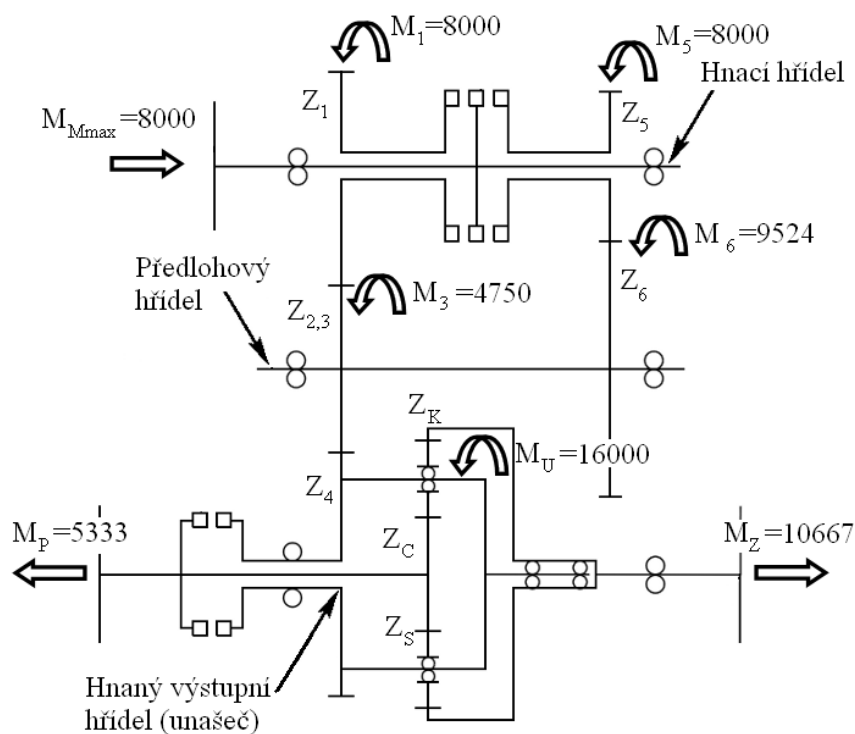 M1=8000
M5=8000
Hnací hřídel
Z1
Z5
MMmax=8000
M6=9524
Předlohový
hřídel
M3=4750
Z2,3
Z6
ZK
MU=16000
Z4
MP=5333
MZ=10667
ZC
ZS
Hnaný výstupní
hřídel (unašeč)